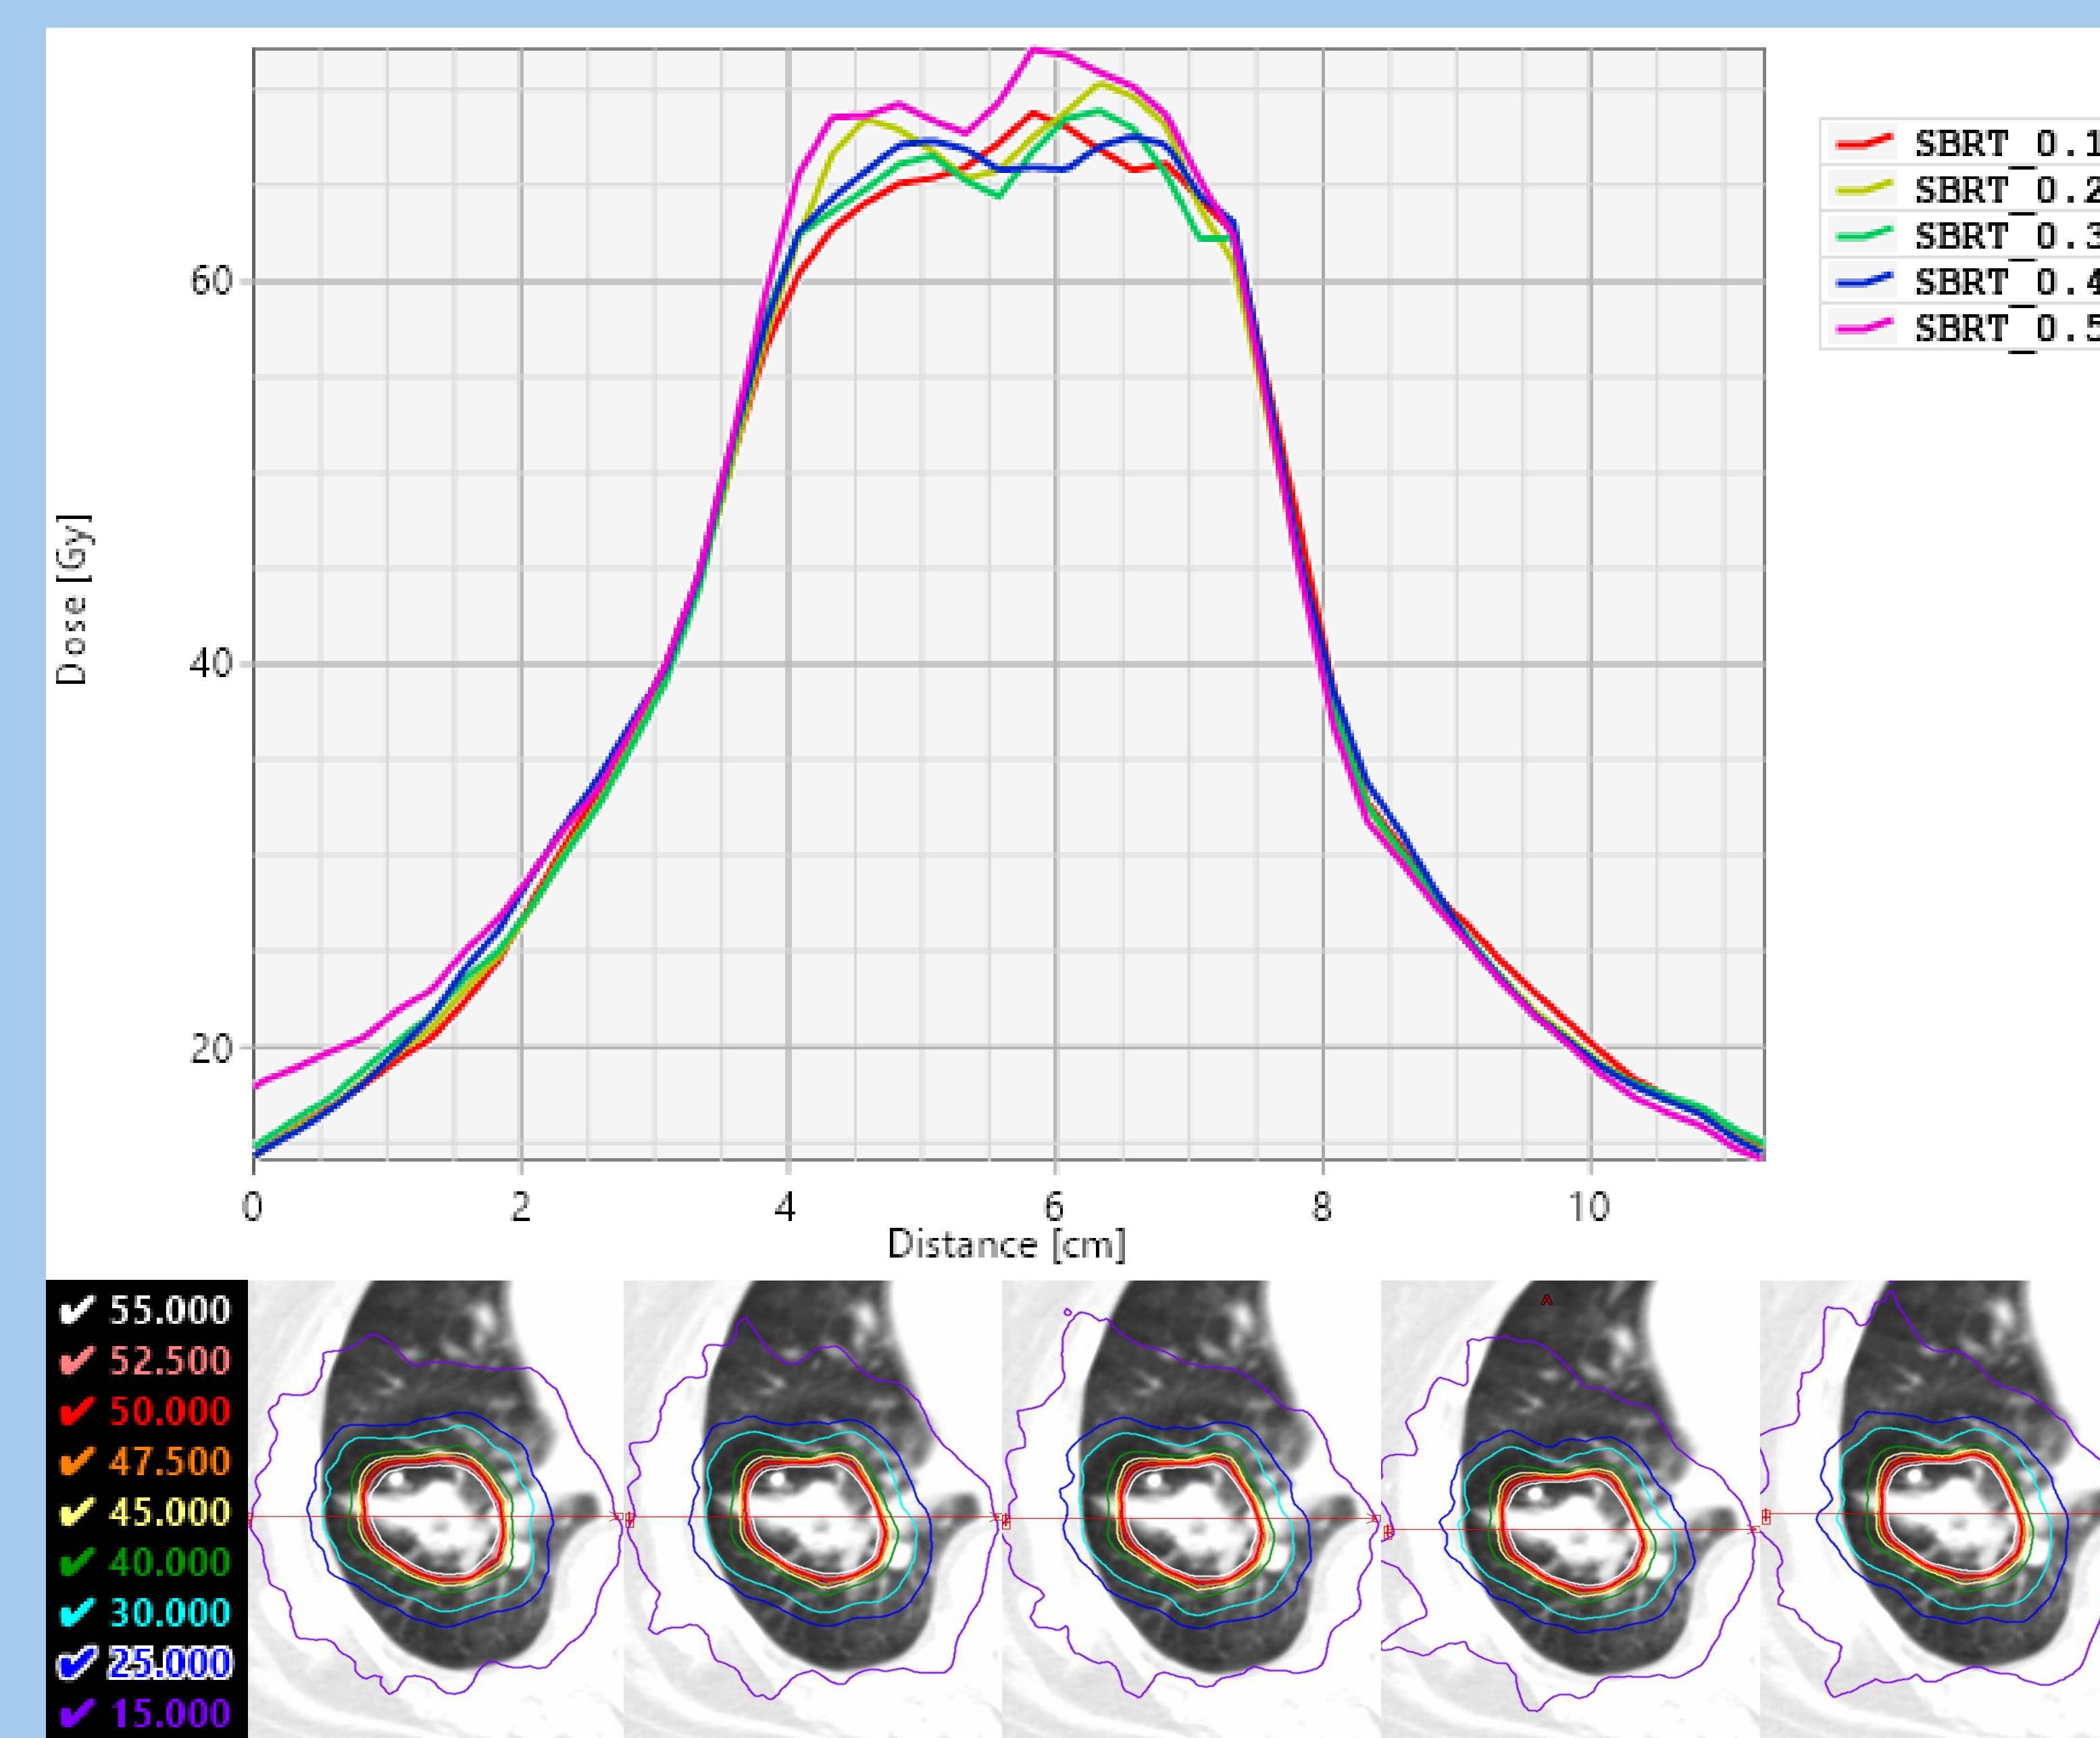 60
40
20
Dose [Gy]
0 2 4 6 8 10
Distance [cm]
SBRT_0.1
SBRT_0.2
SBRT_0.3
SBRT_0.4
SBRT_0.5
✔ 55.000
✔ 52.500
✔ 50.000
✔ 47.500
✔ 45.000
✔ 40.000
✔ 30.000
✔ 25.000
✔ 15.000